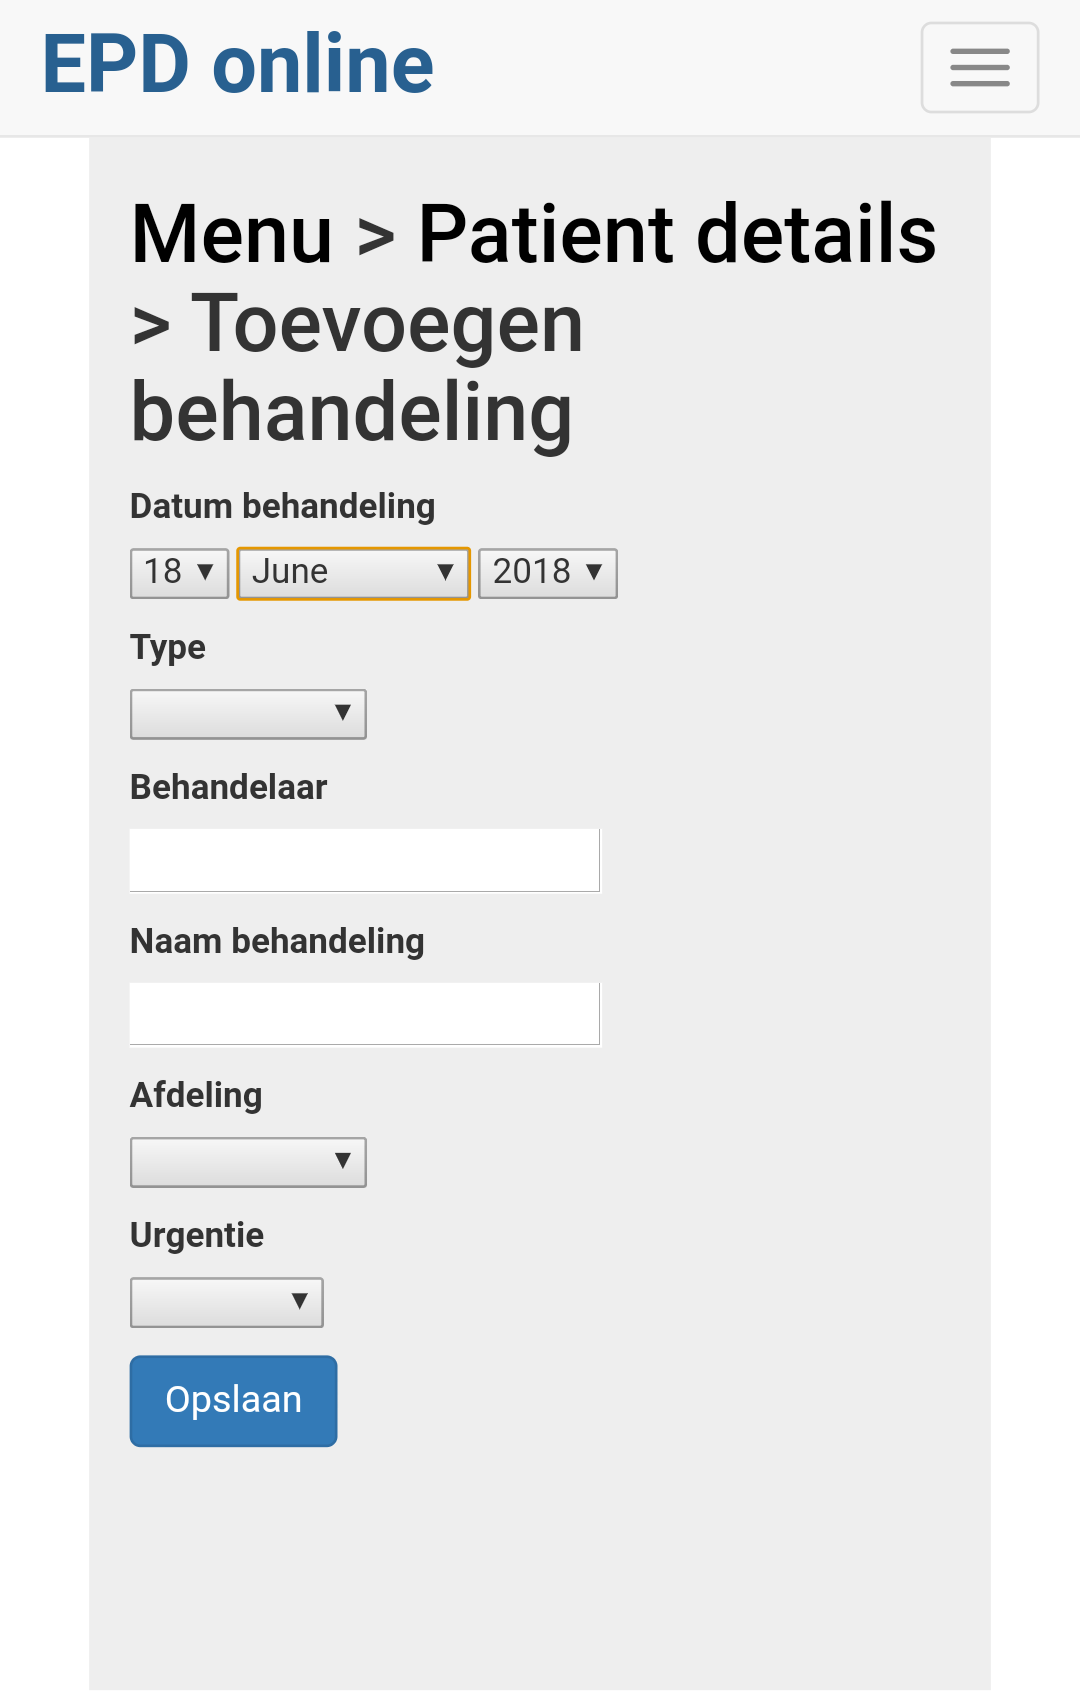 EPD online
Menu > Patient details
> Toevoegen
behandeling
Datum behandeling
18 ▼ June ▼ 2018 ▼
Type
Behandelaar
Naam behandeling
Afdeling
Urgentie
Opslaan